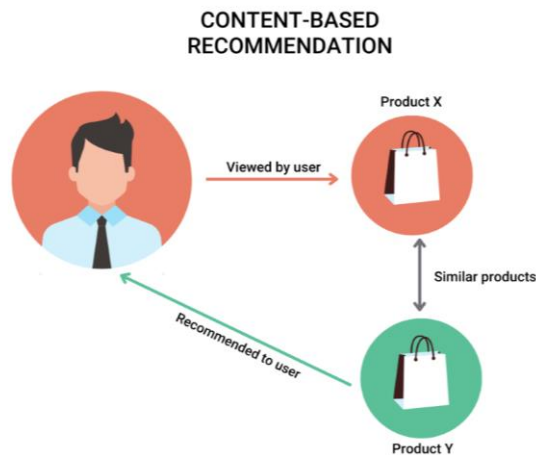 CONTENT-BASED
RECOMMENDATION
Product X
Viewed by user
Similar products
Recommended to user
Product Y